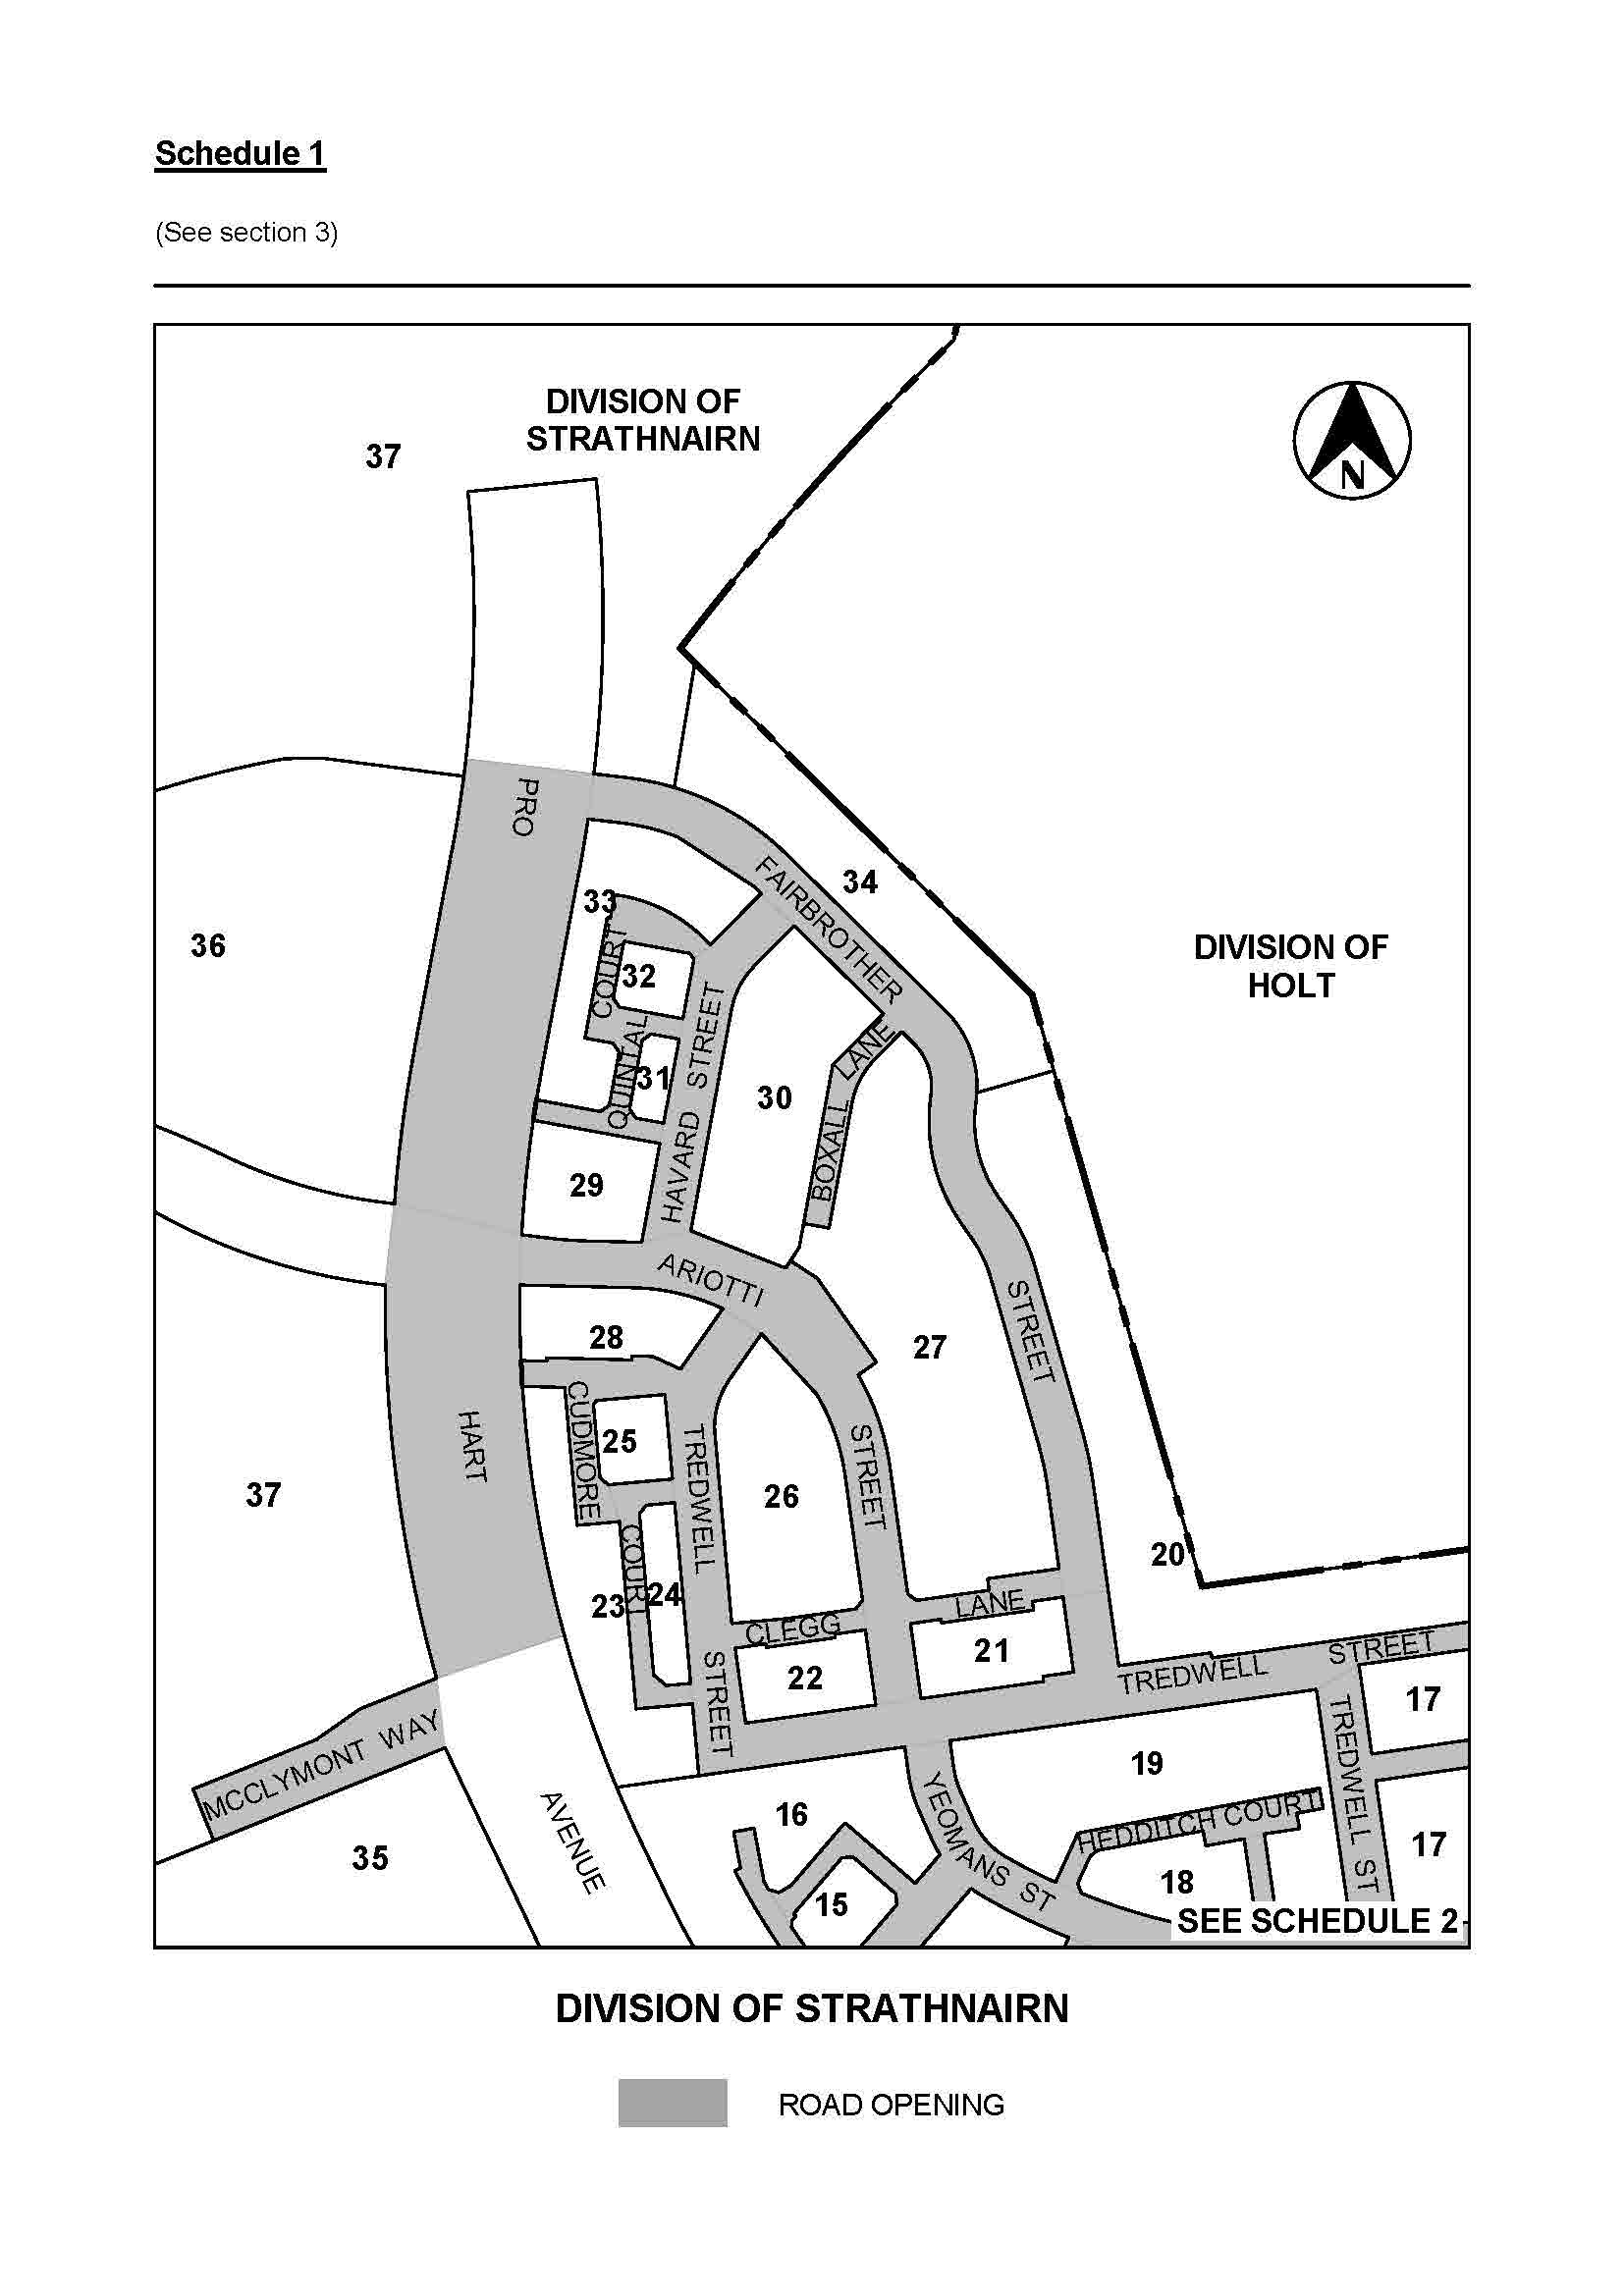 Schedule 1
(See section 3)
DIVISION OF
STRATHNAIRN
37
N
PRO
FAIRBROTHER
34
33
36
DIVISION OF
HOLT
COURT
32
LANE
STREET
QUINTAL
31
30
BOXALL
HAVARD
29
ARIOTTI
STREET
28
27
CUDMORE
HART
25
TREDWELL
STREET
37
26
20
COURT
23
24
LANE
CLEGG
21
STREET
STREET
22
TREDWELL
17
MCCLYMONT WAY
TREDWELL ST
19
YEOMANS ST
AVENUE
16
HEDDITCH COURT
35
17
18
15
SEE SCHEDULE 2
DIVISION OF STRATHNAIRN
ROAD OPENING